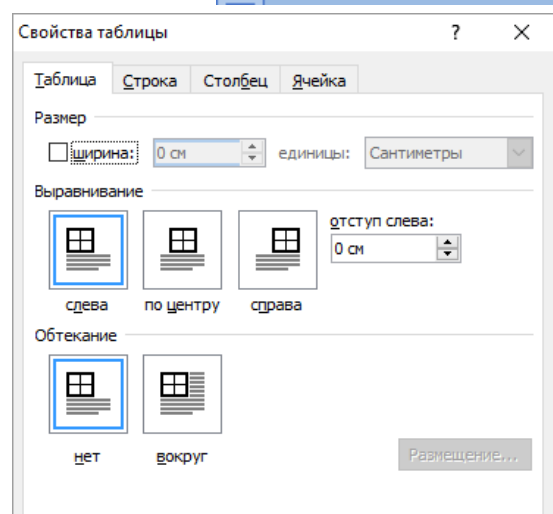 Свойства таблицы ?
Таблица Строка Столбец Ячейка
Размер
ширина: 0 см единицы: Сантиметры
Выравнивание
отступ слева:
0 см
слева по центру справа
Обтекание
нет вокруг
Размещение...